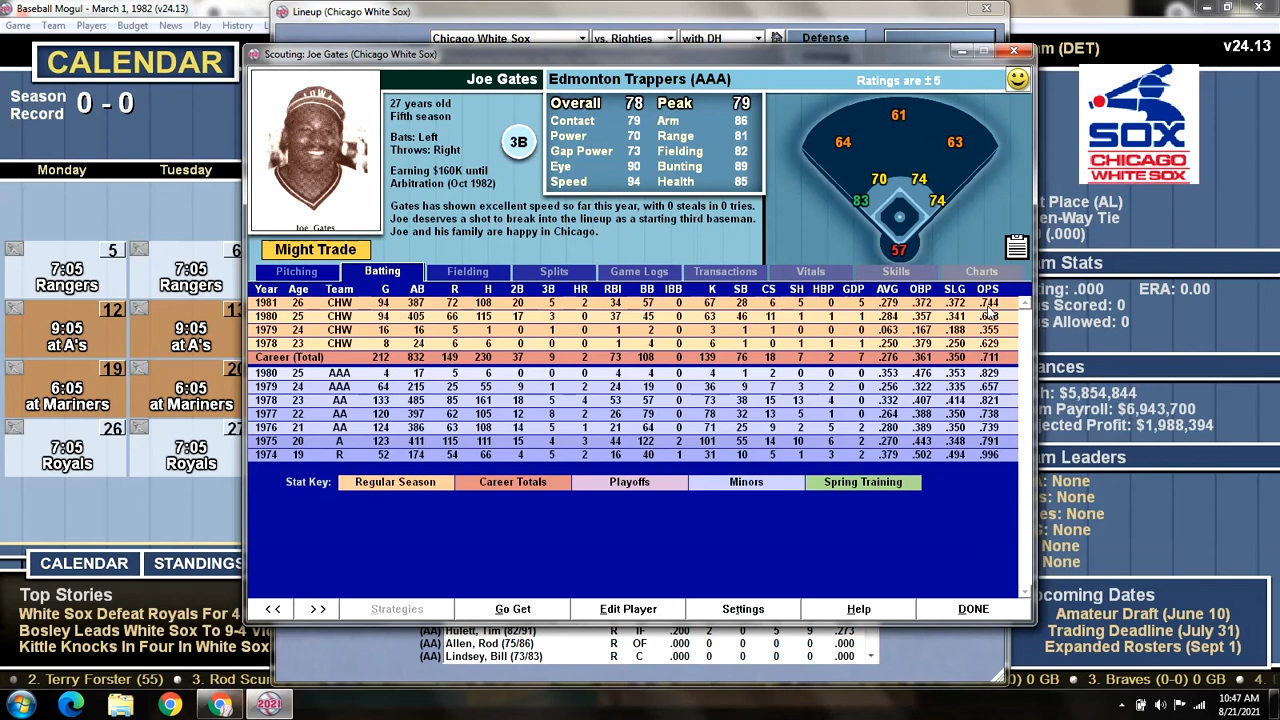 Baseball Mogul - March 1, 1982 (v24.13)
Game Team Players Budget News Play History
Lineup (Chicago White Sox)
Chicago White Sox vs. Righties with DH Defense
(DET) v24.13
CALENDAR
Season Record 0 - 0
Monday Tuesday
5 6
7:05 7:05
Rangers Rangers
12 13
9:05 9:05
at A's at A's
19 20
6:05 6:05
at Mariners at Mariners
26 27
7:05 7:05
Royals Royals
Scouting: Joe Gates (Chicago White Sox)
Joe Gates Edmonton Trappers (AAA) Ratings are ± 5
27 years old
Fifth season
Bats: Left
Throws: Right
Earning $160K until
Arbitration (Oct 1982)
3B
Overall 78 Peak 79
Contact 79 Arm 86
Power 70 Range 81
Gap Power 73 Fielding 82
Eye 90 Bunting 89
Speed 94 Health 85
61
64 63
70 74
83 74
57
Joe Gates
Gates has shown excellent speed so far this year, with 0 steals in 0 tries.
Joe deserves a shot to break into the lineup as a starting third baseman.
Joe and his family are happy in Chicago.
Might Trade
Pitching Batting Fielding Splits Game Logs Transactions Vitals Skills Charts
Year Age Team G AB R H 2B 3B HR RBI BB IBB K SB CS SH HBP GDP AVG OBP SLG OPS
1981 26 CHW 94 387 72 108 20 5 2 34 57 0 67 28 6 5 0 5 .279 .372 .372 .744
1980 25 CHW 94 405 66 115 17 3 0 37 45 0 63 46 11 1 1 1 .284 .357 .341
1979 24 CHW 16 16 5 1 0 1 0 1 2 0 3 1 1 1 0 0 .063 .167 .188 .355
1978 23 CHW 8 24 6 6 0 0 0 1 4 0 6 1 0 1 1 1 .250 .379 .250 .629
Career (Total) 212 832 149 230 37 9 2 73 108 0 139 76 18 7 2 7 .276 .361 .350 .711
1980 25 AAA 4 17 5 6 0 0 0 0 4 0 4 1 2 0 0 0 .353 .476 .353 .829
1979 24 AAA 64 215 25 55 9 1 2 24 19 0 36 9 7 3 2 0 .256 .322 .335 .657
1978 23 AA 133 485 85 161 18 5 4 53 57 0 73 38 15 13 4 2 .332 .407 .414 .821
1977 22 AA 120 397 62 105 12 8 2 26 79 0 78 32 13 5 1 0 .264 .388 .350 .738
1976 21 AA 124 386 63 108 14 5 1 21 64 0 71 25 9 2 5 2 .280 .389 .350 .739
1975 20 A 123 411 115 111 15 4 3 44 122 2 101 55 14 10 6 2 .270 .443 .348 .791
1974 19 R 52 174 54 66 4 5 2 16 40 1 31 10 5 1 3 2 .379 .502 .494 .996
Stat Key: Regular Season Career Totals Playoffs Minors Spring Training
<< >> Strategies Go Get Edit Player Settings Help DONE
(AA) Hulett, Tim (82/91) R IF .200 2 0 5 9 .273
(AA) Allen, Rod (75/86) R OF .000 0 0 0 0 .000
(AA) Lindsey, Bill (73/83) R C .000 0 0 0 0 .000
SOX
CHICAGO
WHITE SOX
Place (AL)
en-Way Tie
(.000)
am Stats
ing: .000 ERA: 0.00
s Scored: 0
s Allowed: 0
ances
h: $5,854,844
m Payroll: $6,943,700
jected Profit: $1,988,394
am Leaders
: None
s: None
es: None
G: None
None
None
CALENDAR STANDINGS
Top Stories
White Sox Defeat Royals For 4
Bosley Leads White Sox To 9-4 Vi
Kittle Knocks In Four In White Sox
coming Dates
Amateur Draft (June 10)
Trading Deadline (July 31)
Expanded Rosters (Sept 1)
2. Terry Forster (55) 3. Rod Scur 0) 0 GB 3. Braves (0-0) 0 GB 4.
2021
10:47 AM
8/21/2021